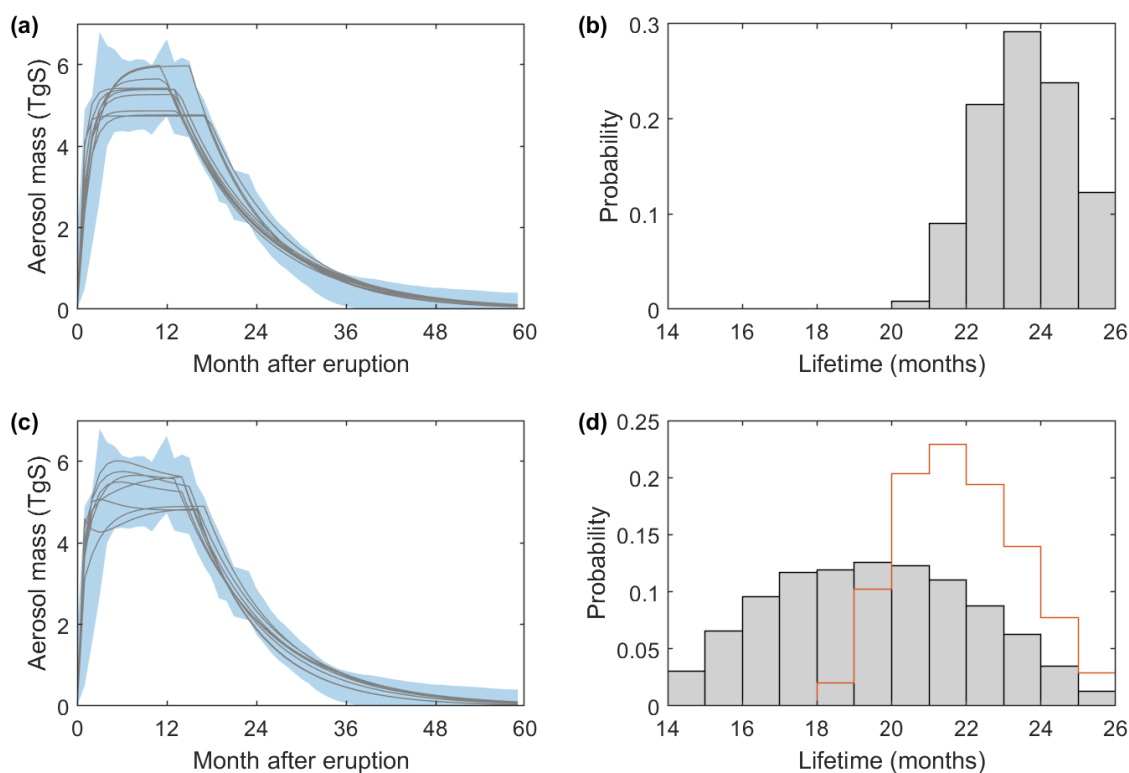 (a)
Aerosol mass (TgS)
6
4
2
0
0 12 24 36 48 60
Month after eruption
(b)
Probability
0.3
0.2
0.1
0
14 16 18 20 22 24 26
Lifetime (months)
(c)
Aerosol mass (TgS)
6
4
2
0
0 12 24 36 48 60
Month after eruption
(d)
Probability
0.25
0.2
0.15
0.1
0.05
0
14 16 18 20 22 24 26
Lifetime (months)